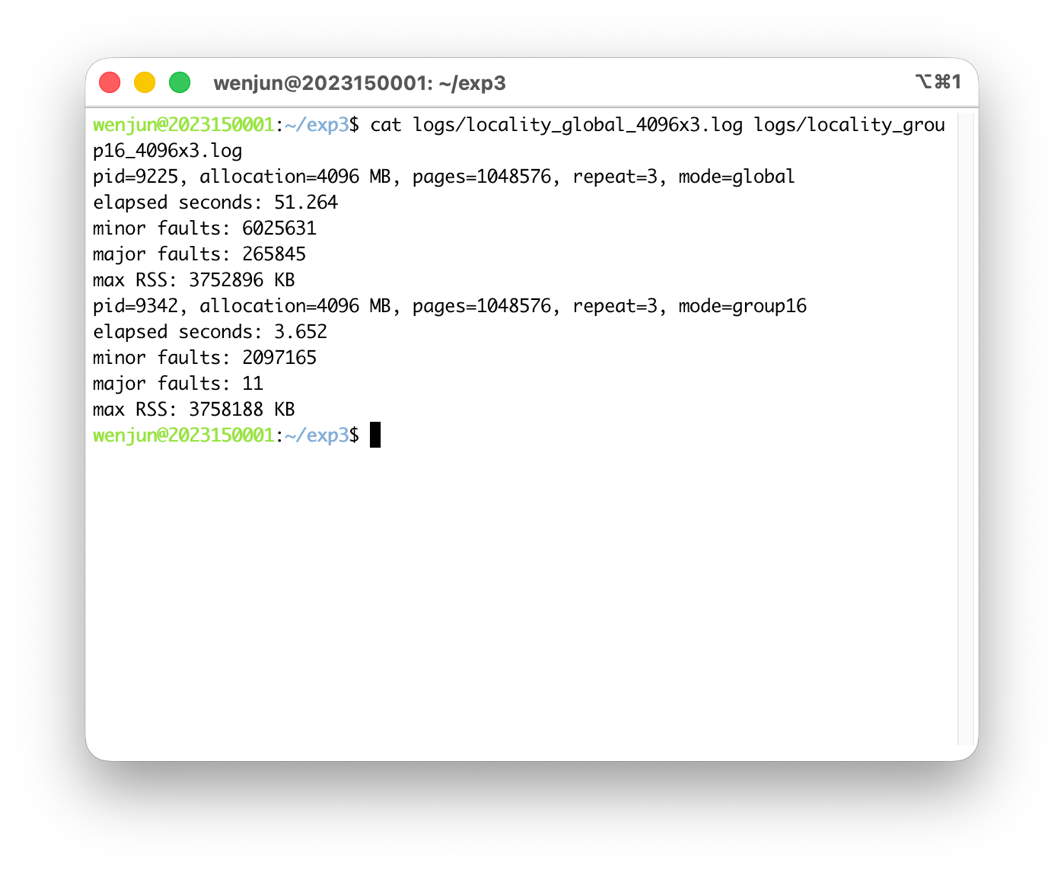 wenjun@2023150001: ~/exp3
⌥⌘1
wenjun@2023150001:~/exp3$ cat logs/locality_global_4096x3.log logs/locality_grou
p16_4096x3.log
pid=9225, allocation=4096 MB, pages=1048576, repeat=3, mode=global
elapsed seconds: 51.264
minor faults: 6025631
major faults: 265845
max RSS: 3752896 KB
pid=9342, allocation=4096 MB, pages=1048576, repeat=3, mode=group16
elapsed seconds: 3.652
minor faults: 2097165
major faults: 11
max RSS: 3758188 KB
wenjun@2023150001:~/exp3$